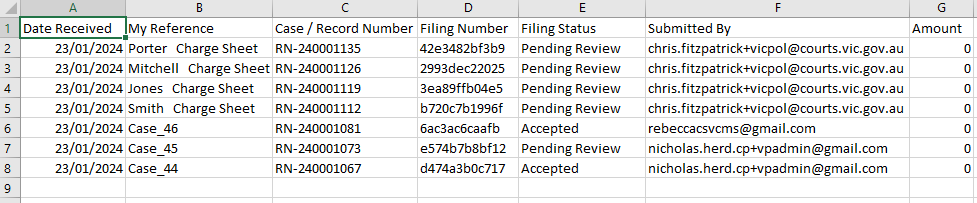 A B C D E F G
1 Date Received My Reference Case / Record Number Filing Number Filing Status Submitted By Amount
2 23/01/2024 Porter Charge Sheet RN-240001135 42e3482bf3b9 Pending Review chris.fitzpatrick+vicpol@courts.vic.gov.au 0
3 23/01/2024 Mitchell Charge Sheet RN-240001126 2993dec22025 Pending Review chris.fitzpatrick+vicpol@courts.vic.gov.au 0
4 23/01/2024 Jones Charge Sheet RN-240001119 3ea89ffb04e5 Pending Review chris.fitzpatrick+vicpol@courts.vic.gov.au 0
5 23/01/2024 Smith Charge Sheet RN-240001112 b720c7b1996f Pending Review chris.fitzpatrick+vicpol@courts.vic.gov.au 0
6 23/01/2024 Case_46 RN-240001081 6ac3ac6caafb Accepted rebeccacsvcms@gmail.com 0
7 23/01/2024 Case_45 RN-240001073 e574b7b8bf12 Pending Review nicholas.herd.cp+vpadmin@gmail.com 0
8 23/01/2024 Case_44 RN-240001067 d474a3b0c717 Accepted nicholas.herd.cp+vpadmin@gmail.com 0
9